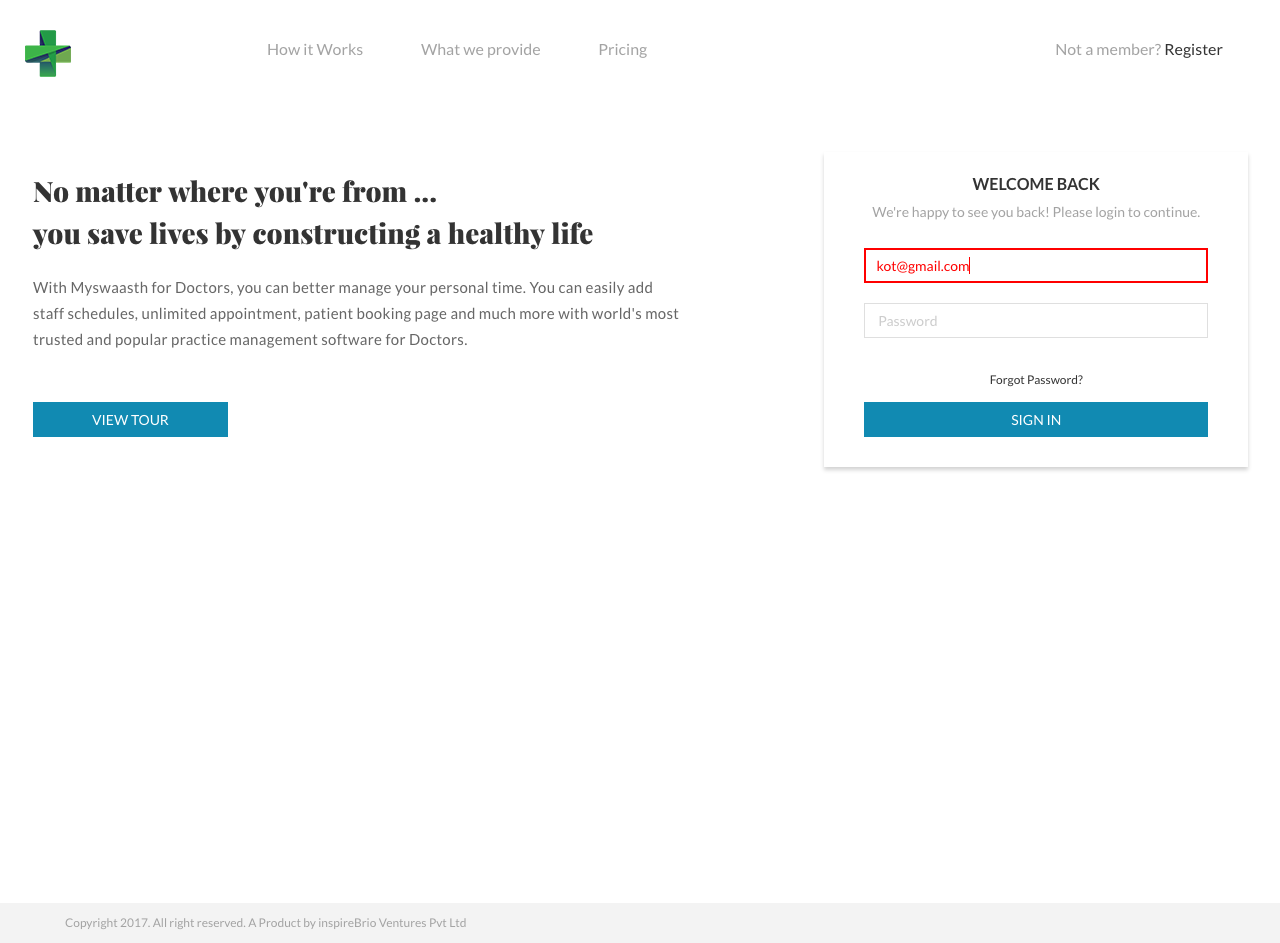 How it Works
What we provide
Pricing
Not a member? Register
No matter where you're from ...
you save lives by constructing a healthy life
With Myswaasth for Doctors, you can better manage your personal time. You can easily add
staff schedules, unlimited appointment, patient booking page and much more with world's most
trusted and popular practice management software for Doctors.
VIEW TOUR
WELCOME BACK
We're happy to see you back! Please login to continue.
kot@gmail.com
Password
Forgot Password?
SIGN IN
Copyright 2017. All right reserved. A Product by inspireBrio Ventures Pvt Ltd